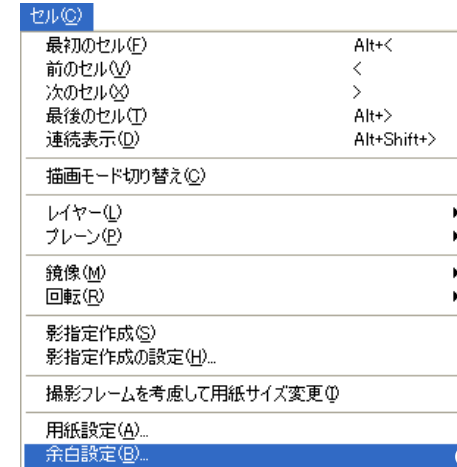 セル(C)
最初のセル(F) Alt+<
前のセル(V) <
次のセル(X) >
最後のセル(T) Alt+>
連続表示(D) Alt+Shift+>
描画モード切り替え(C)
レイヤー(L)
プレーン(P)
鏡像(M)
回転(R)
影指定作成(S)
影指定作成の設定(H)...
撮影フレームを考慮して用紙サイズ変更(I)
用紙設定(A)...
余白設定(B)...